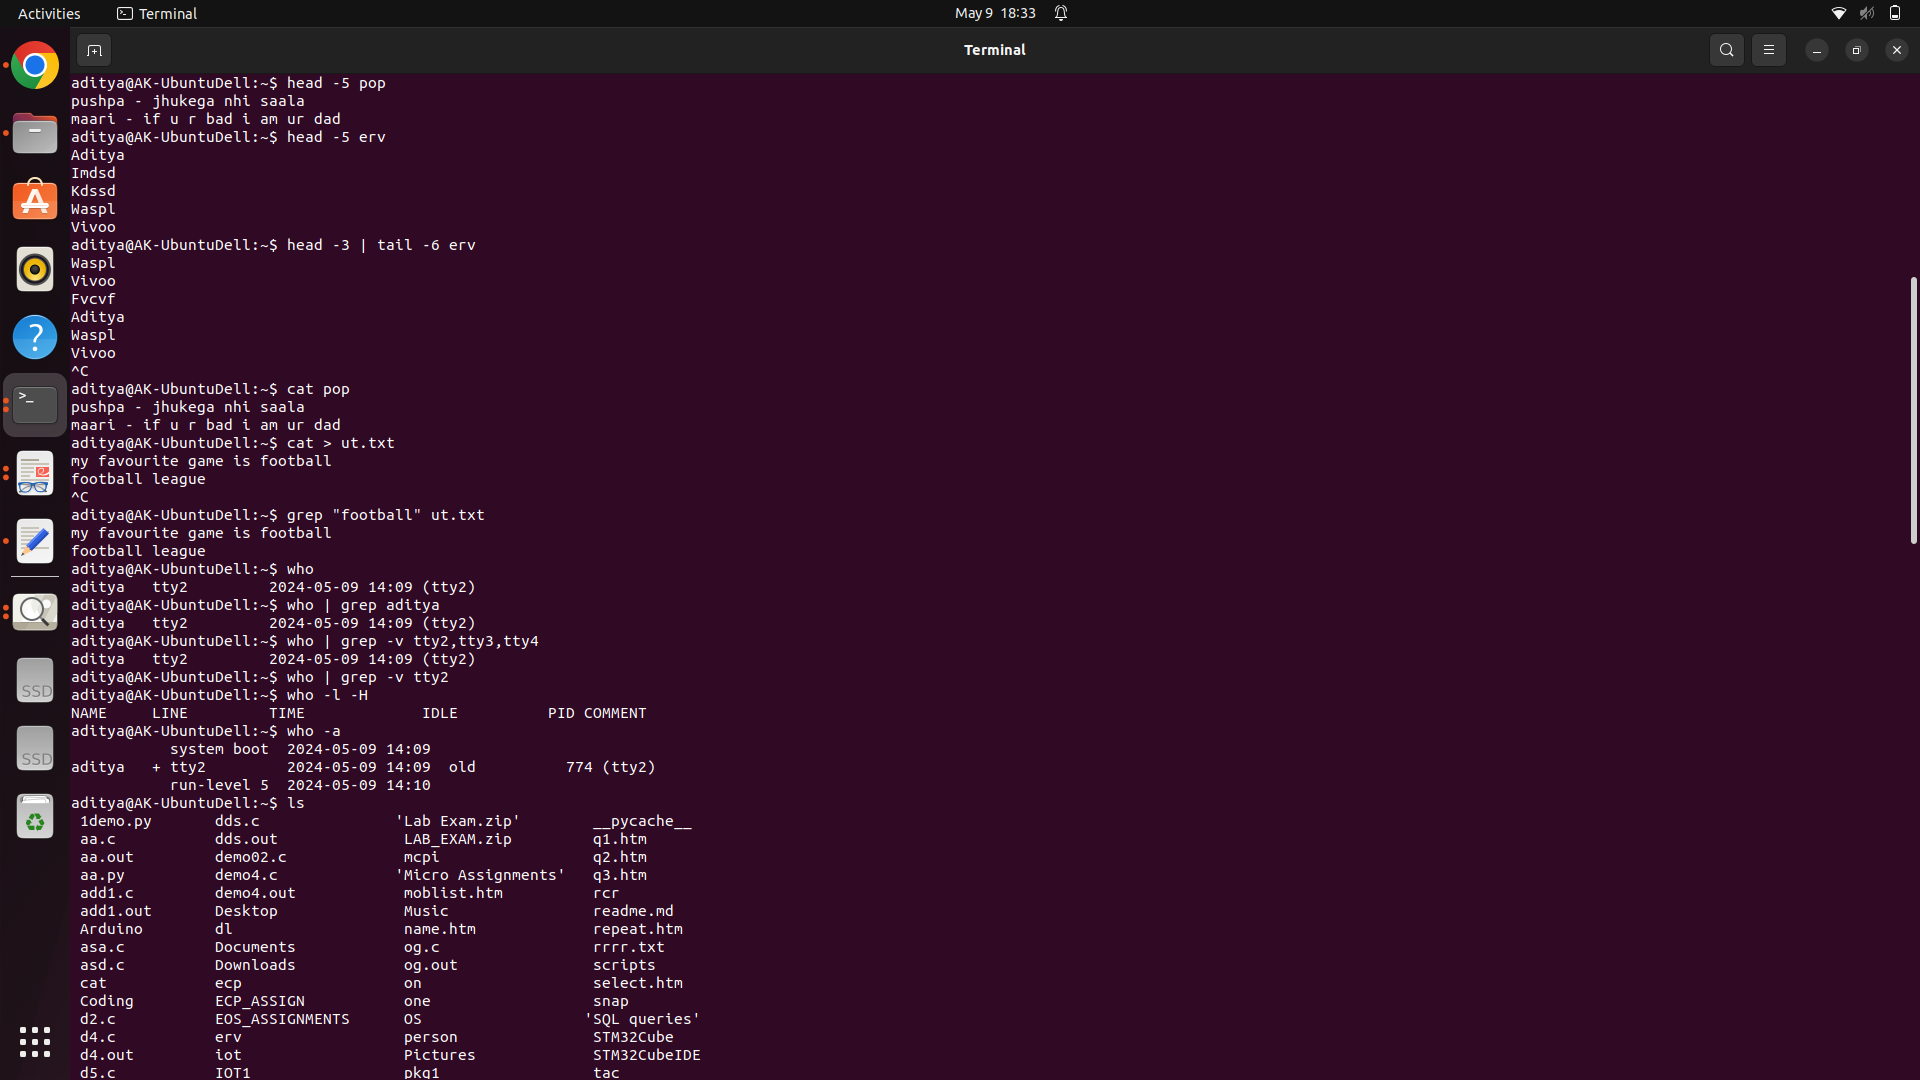 Activities Terminal May 9 18:33
Terminal
aditya@AK-UbuntuDell:~$ head -5 pop
pushpa - jhukega nhi saala
maari - if u r bad i am ur dad
aditya@AK-UbuntuDell:~$ head -5 erv
Aditya
Imdsd
Kdssd
Waspl
Vivoo
aditya@AK-UbuntuDell:~$ head -3 | tail -6 erv
Waspl
Vivoo
Fvcvf
Aditya
Waspl
Vivoo
^C
aditya@AK-UbuntuDell:~$ cat pop
pushpa - jhukega nhi saala
maari - if u r bad i am ur dad
aditya@AK-UbuntuDell:~$ cat > ut.txt
my favourite game is football
football league
^C
aditya@AK-UbuntuDell:~$ grep "football" ut.txt
my favourite game is football
football league
aditya@AK-UbuntuDell:~$ who
aditya   tty2         2024-05-09 14:09 (tty2)
aditya@AK-UbuntuDell:~$ who | grep aditya
aditya   tty2         2024-05-09 14:09 (tty2)
aditya@AK-UbuntuDell:~$ who | grep -v tty2,tty3,tty4
aditya   tty2         2024-05-09 14:09 (tty2)
aditya@AK-UbuntuDell:~$ who | grep -v tty2
aditya@AK-UbuntuDell:~$ who -l -H
NAME     LINE         TIME             IDLE          PID COMMENT
aditya@AK-UbuntuDell:~$ who -a
           system boot  2024-05-09 14:09
aditya   + tty2         2024-05-09 14:09  old          774 (tty2)
           run-level 5  2024-05-09 14:10
aditya@AK-UbuntuDell:~$ ls
 1demo.py       dds.c               'Lab Exam.zip'        __pycache__
 aa.c           dds.out              LAB_EXAM.zip         q1.htm
 aa.out         demo02.c             mcpi                 q2.htm
 aa.py          demo4.c             'Micro Assignments'   q3.htm
 add1.c         demo4.out            moblist.htm          rcr
 add1.out       Desktop              Music                readme.md
 Arduino        dl                   name.htm             repeat.htm
 asa.c          Documents            og.c                 rrrr.txt
 asd.c          Downloads            og.out               scripts
 cat            ecp                  on                   select.htm
 Coding         ECP_ASSIGN           one                  snap
 d2.c           EOS_ASSIGNMENTS      OS                  'SQL queries'
 d4.c           erv                  person               STM32Cube
 d4.out         iot                  Pictures             STM32CubeIDE
 d5.c           IOT1                 pkg1                 tac
SSD
SSD